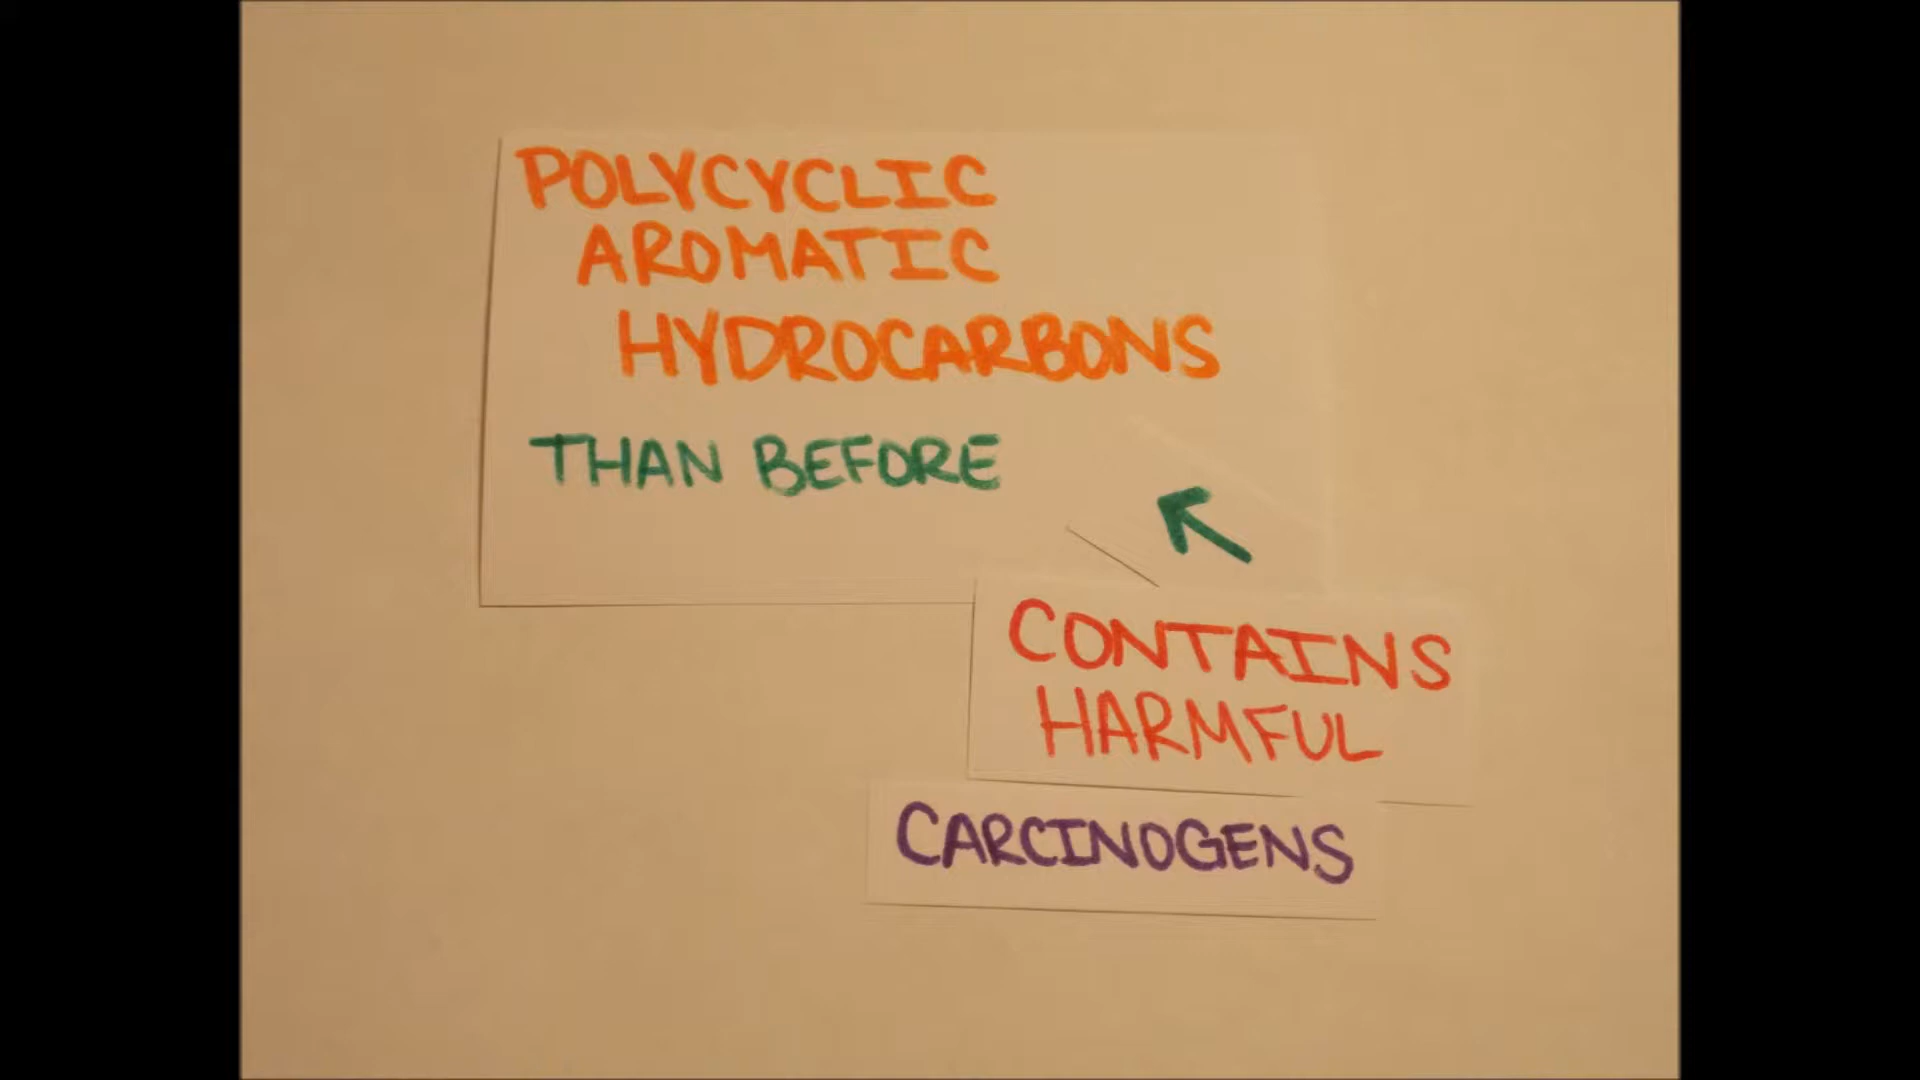 POLYCYCLIC
AROMATIC
HYDROCARBONS
THAN BEFORE
CONTAINS
HARMFUL
CARCINOGENS